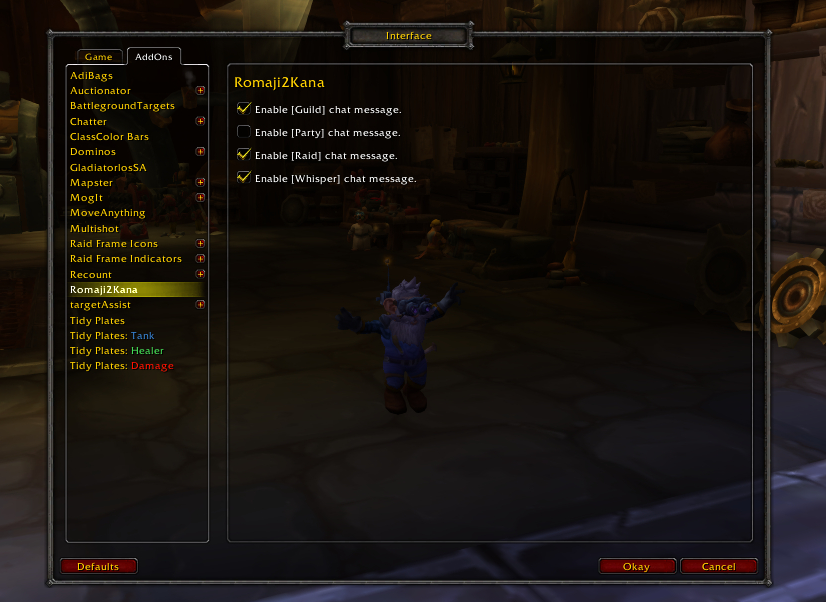 Interface
Game
AddOns
AdiBags
Auctionator
BattlegroundTargets
Chatter
ClassColor Bars
Dominos
GladiatorlosSA
Mapster
MogIt
MoveAnything
Multishot
Raid Frame Icons
Raid Frame Indicators
Recount
Romaji2Kana
targetAssist
Tidy Plates
Tidy Plates: Tank
Tidy Plates: Healer
Tidy Plates: Damage
Romaji2Kana
Enable [Guild] chat message.
Enable [Party] chat message.
Enable [Raid] chat message.
Enable [Whisper] chat message.
Defaults
Okay
Cancel